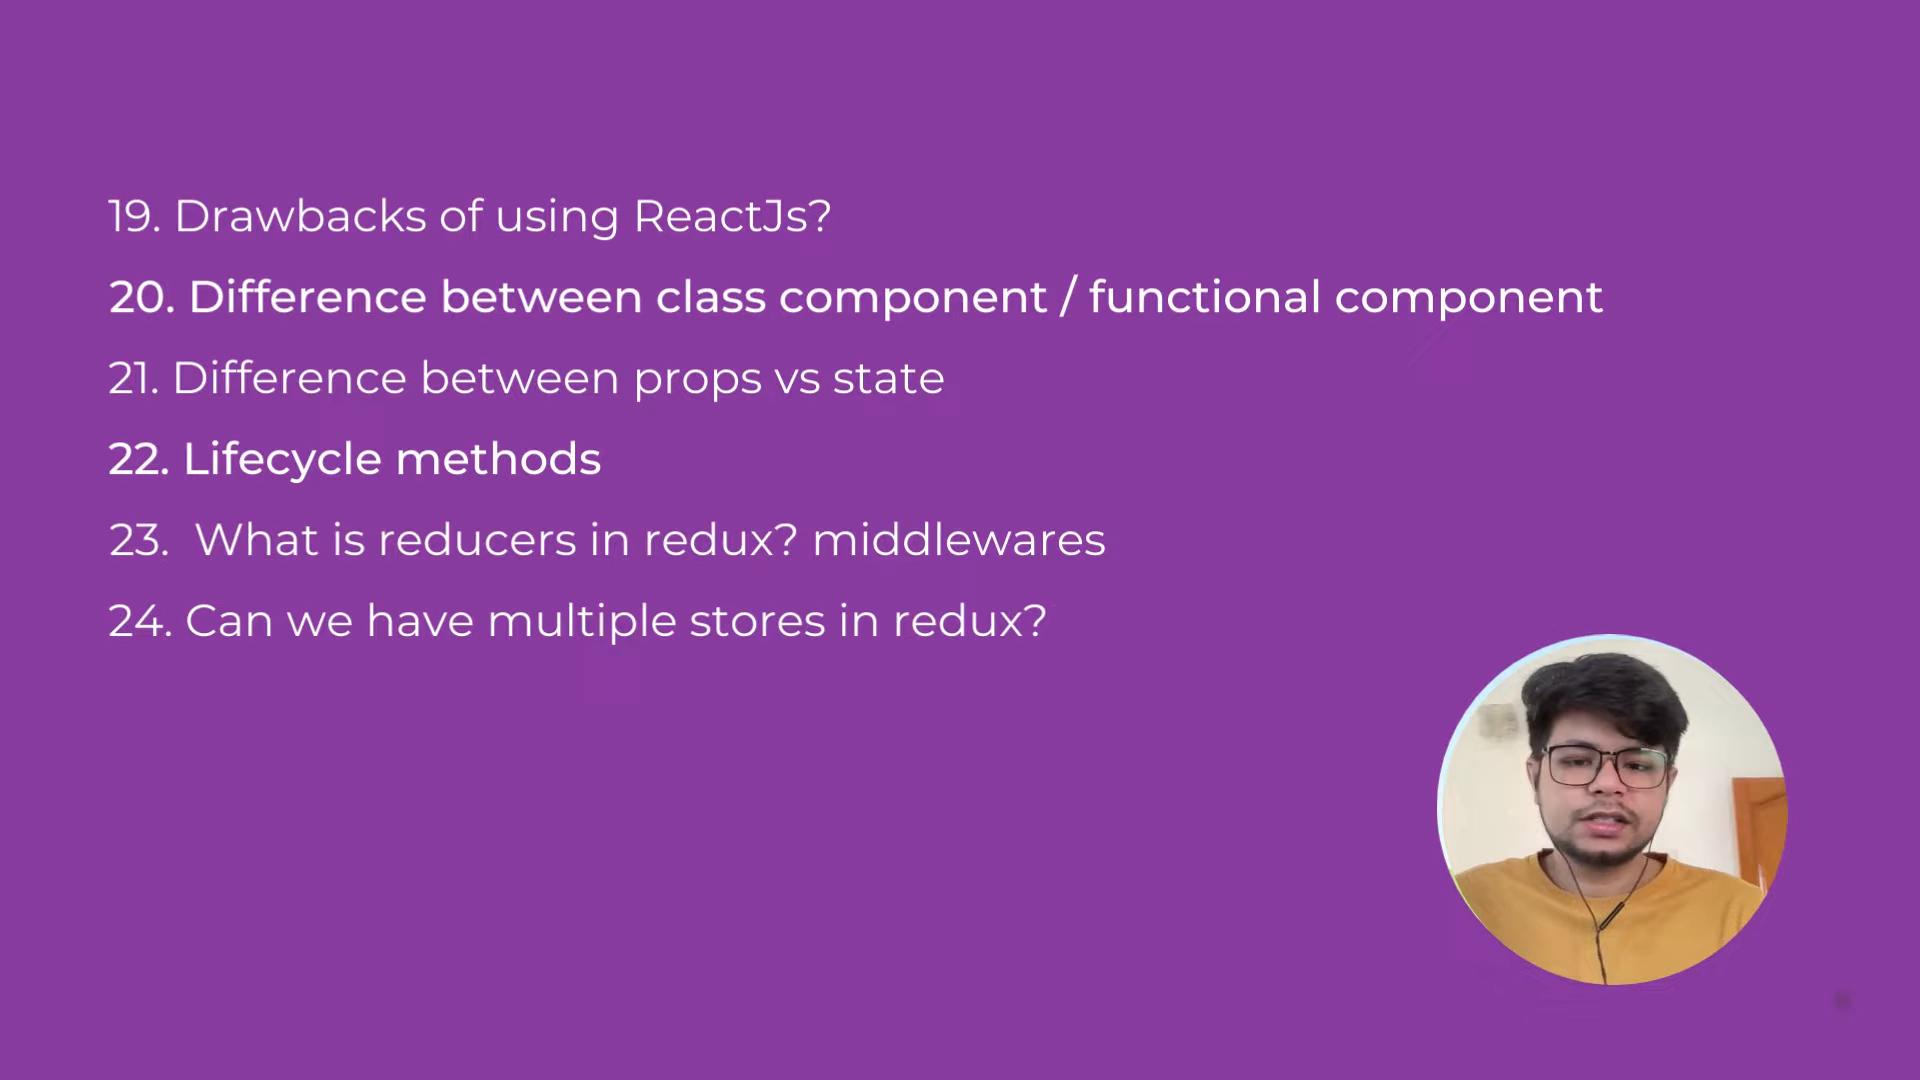 19. Drawbacks of using ReactJs?
20. Difference between class component / functional component
21. Difference between props vs state
22. Lifecycle methods
23. What is reducers in redux? middlewares
24. Can we have multiple stores in redux?